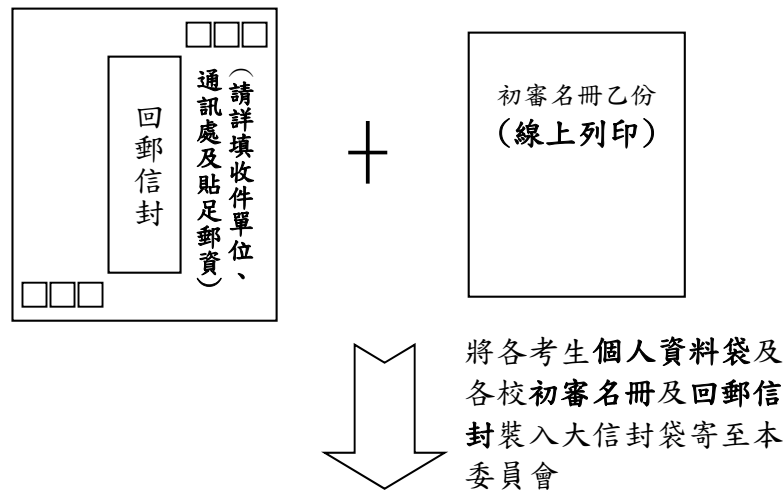 回郵信封
（請詳填收件單位、
通訊處及貼足郵資）
初審名冊乙份
（線上列印）
將各考生個人資料袋及
各校初審名冊及回郵信
封裝入大信封袋寄至本
委員會